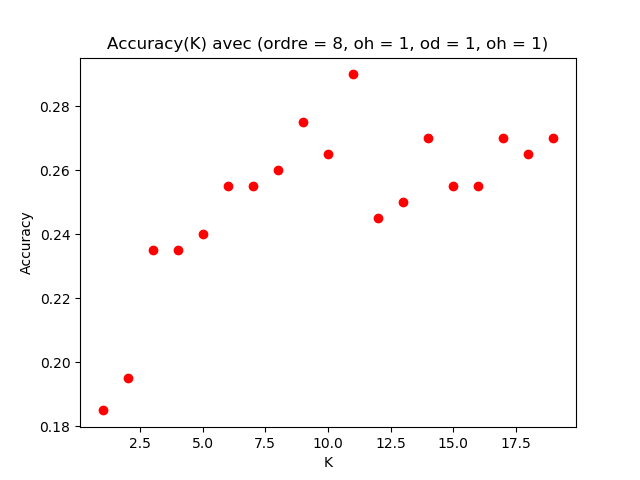 Accuracy(K) avec (ordre = 8, oh = 1, od = 1, oh = 1)
0.28
0.26
0.24
0.22
0.20
0.18
Accuracy
2.5 5.0 7.5 10.0 12.5 15.0 17.5
K